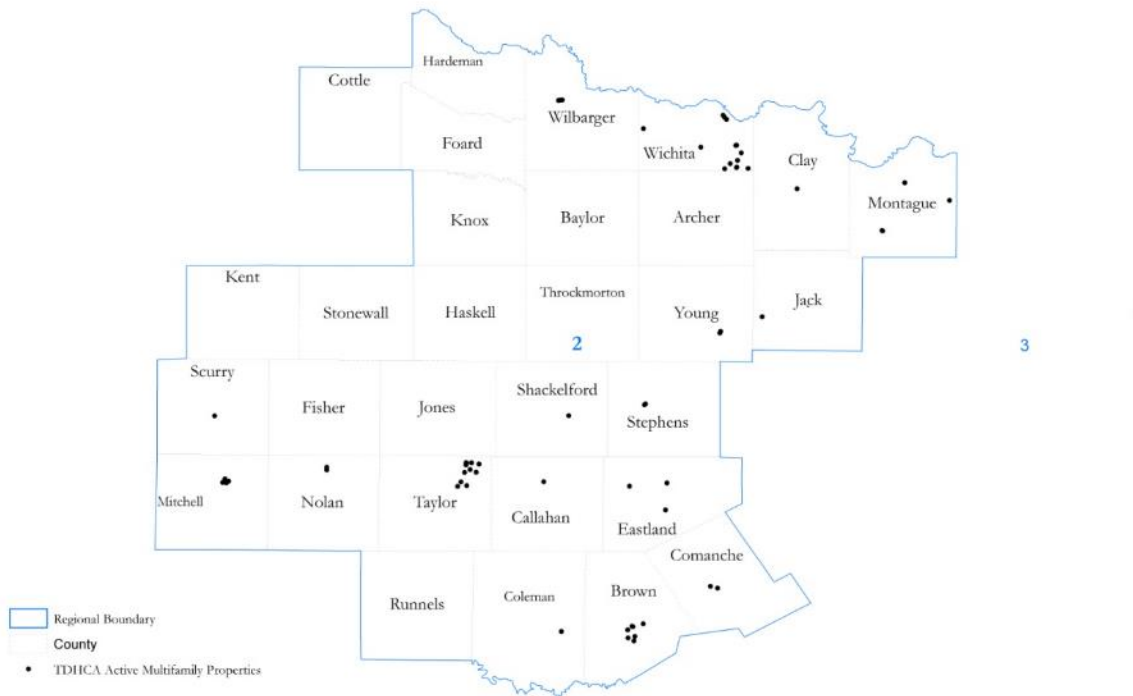 Hardeman
Cottle
Wilbarger
Foard
Wichita
Clay
Montague
Knox
Baylor
Archer
Kent
Throckmorton
Jack
Stonewall
Haskell
Young
2
3
Scurry
Shackelford
Fisher
Jones
Stephens
Mitchell
Nolan
Taylor
Callahan
Eastland
Comanche
Brown
Coleman
Runnels
Regional Boundary
County
TDHCA Active Multifamily Properties